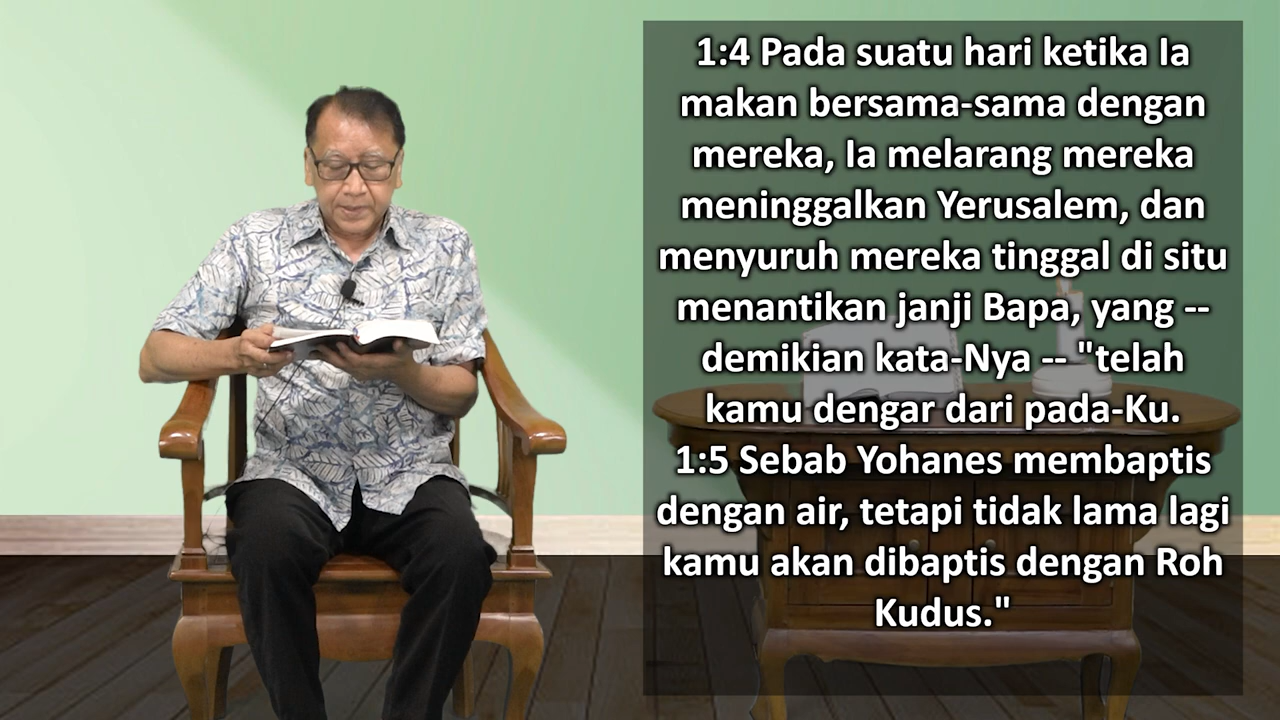 1:4 Pada suatu hari ketika Ia
makan bersama-sama dengan
mereka, Ia melarang mereka
meninggalkan Yerusalem, dan
menyuruh mereka tinggal di situ
menantikan janji Bapa, yang --
demikian kata-Nya -- "telah
kamu dengar dari pada-Ku.
1:5 Sebab Yohanes membaptis
dengan air, tetapi tidak lama lagi
kamu akan dibaptis dengan Roh
Kudus."